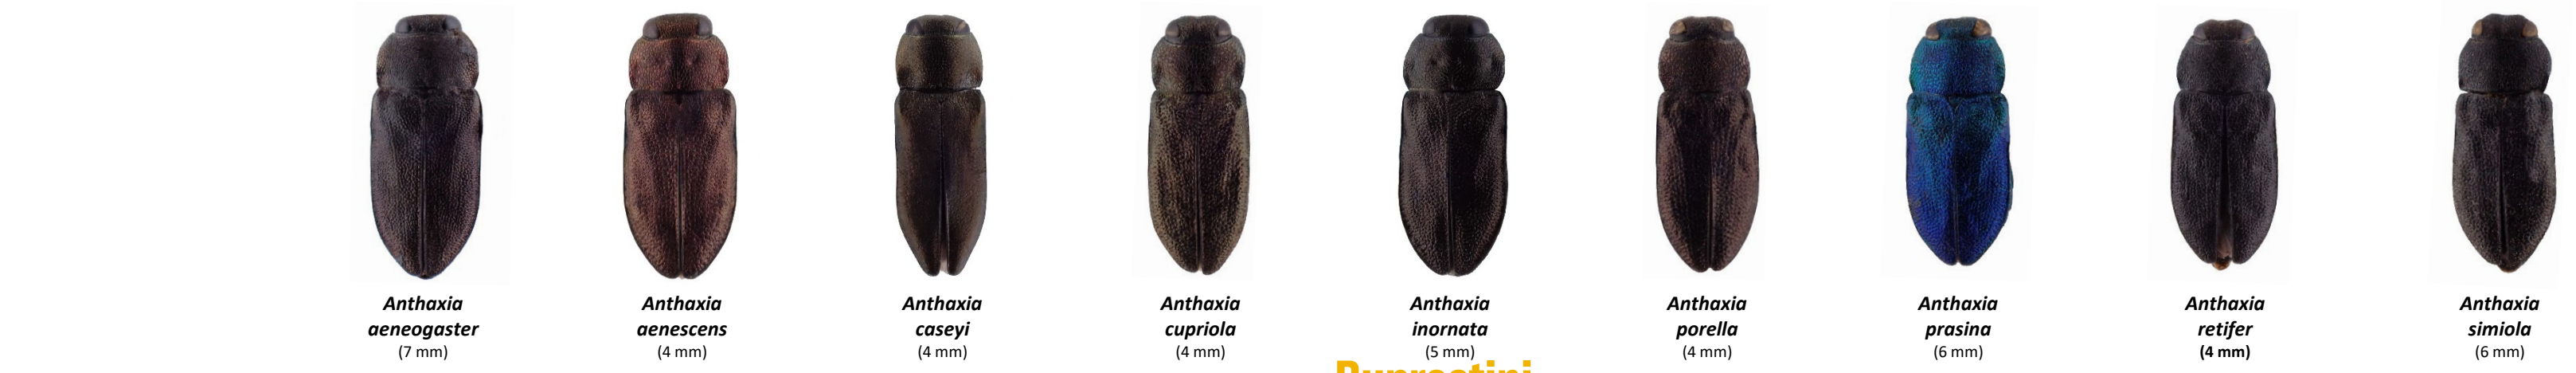 Anthaxia
aeneogaster
(7 mm)
Anthaxia
aenescens
(4 mm)
Anthaxia
caseyi
(4 mm)
Anthaxia
cupriola
(4 mm)
Anthaxia
inornata
(5 mm)
Anthaxia
porella
(4 mm)
Anthaxia
prasina
(6 mm)
Anthaxia
retifer
(4 mm)
Anthaxia
simiola
(6 mm)